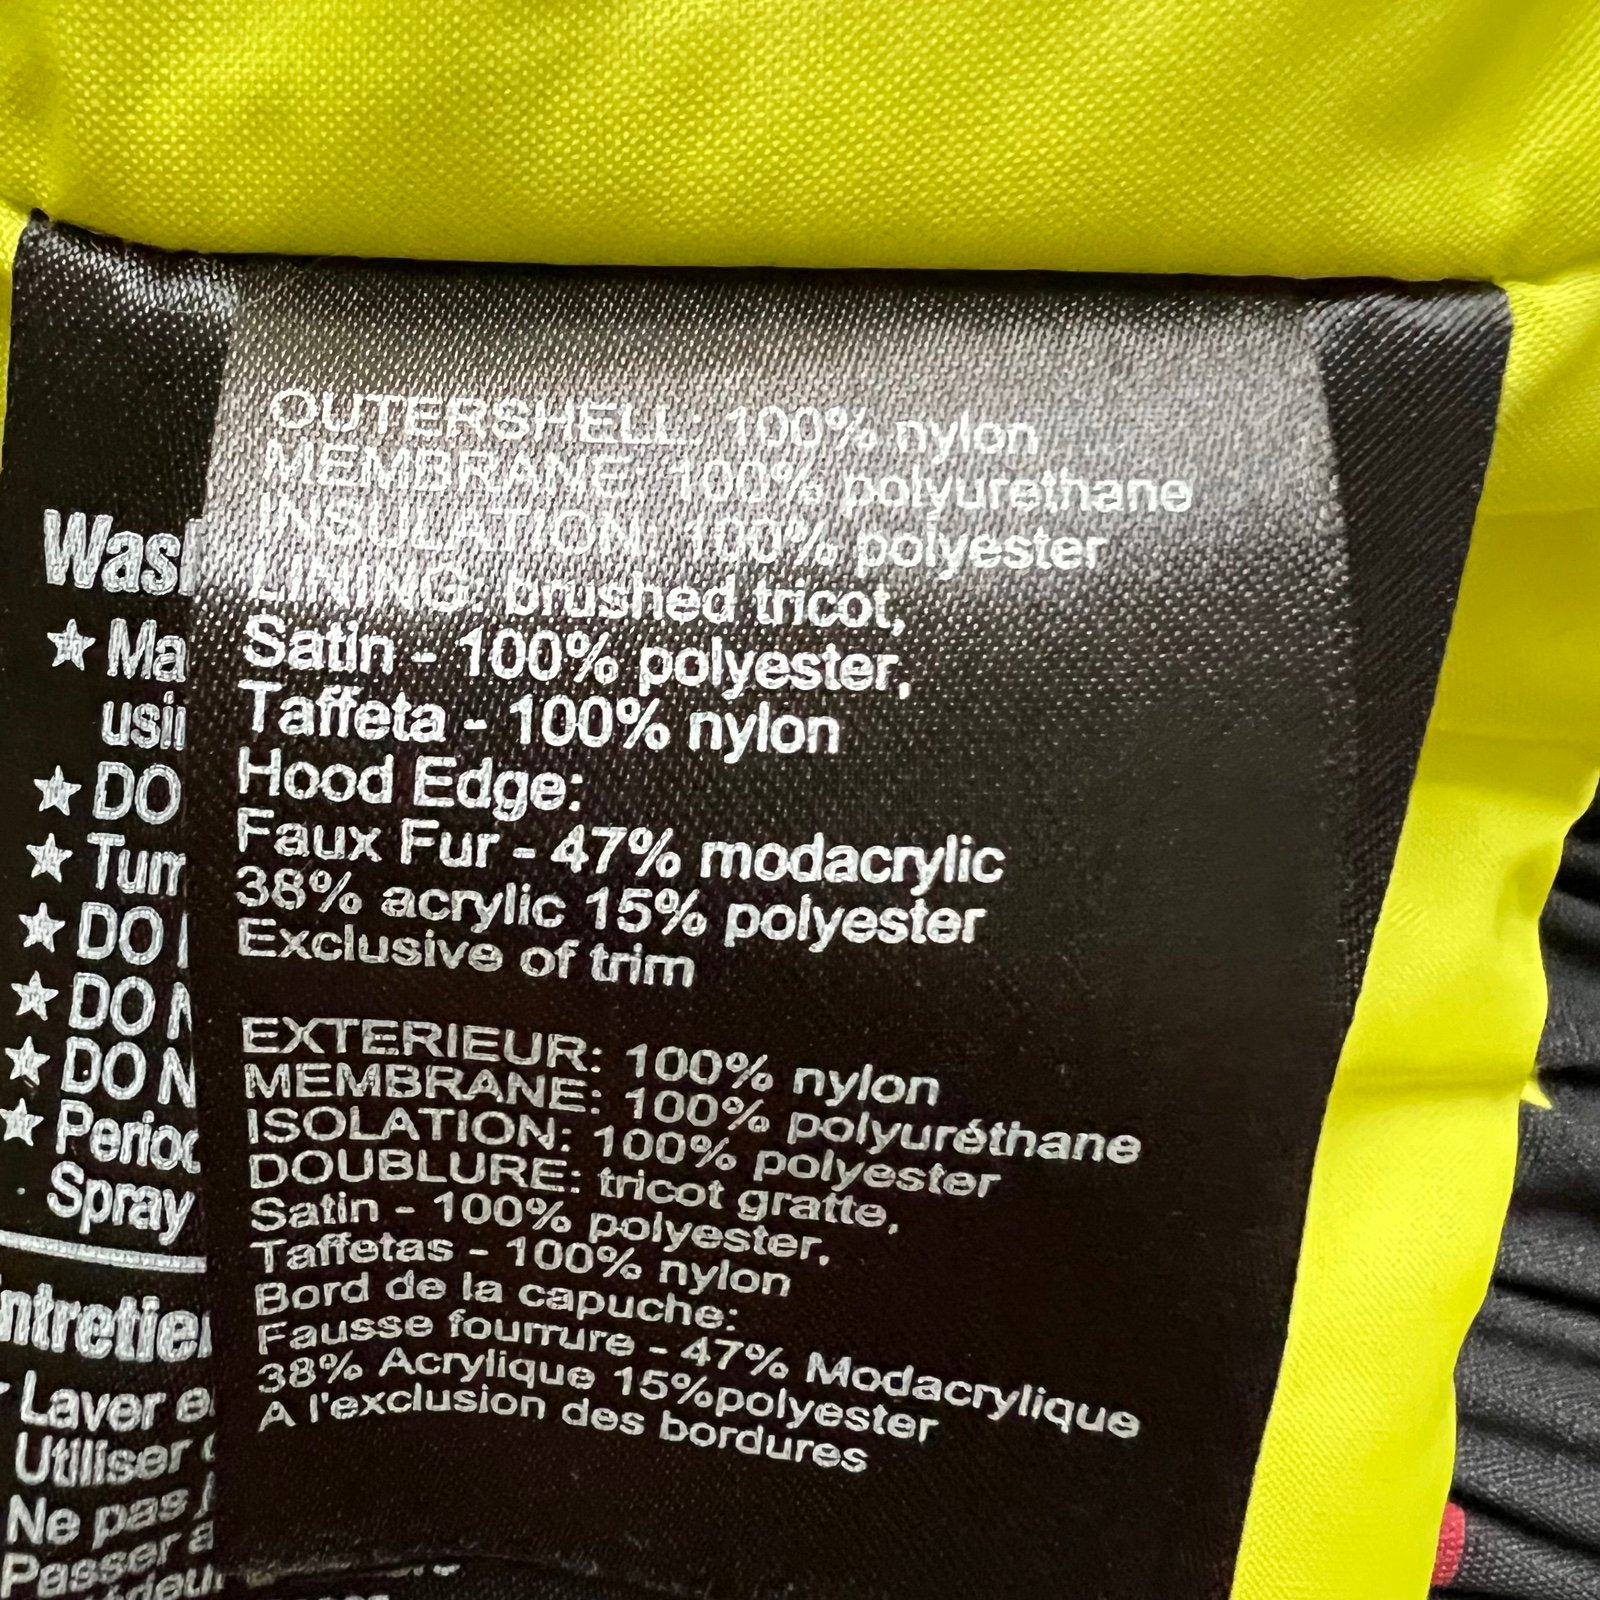 OUTERSHELL: 100% nylon
MEMBRANE: 100% polyurethane
INSULATION: 100% polyester
LINING: brushed tricot,
Satin - 100% polyester,
Taffeta - 100% nylon
Hood Edge:
Faux Fur - 47% modacrylic
38% acrylic 15% polyester
Exclusive of trim
EXTERIEUR: 100% nylon
MEMBRANE: 100% polyuréthane
ISOLATION: 100% polyester
DOUBLURE: tricot gratte,
Satin - 100% polyester,
Taffetas - 100% nylon
Bord de la capuche:
Fausse fourrure - 47% Modacrylique
38% Acrylique 15%polyester
A l'exclusion des bordures
★ DO
★ DO
★ DO
★ DO
Spray
Laver
Utiliser
Ne pas
Passer